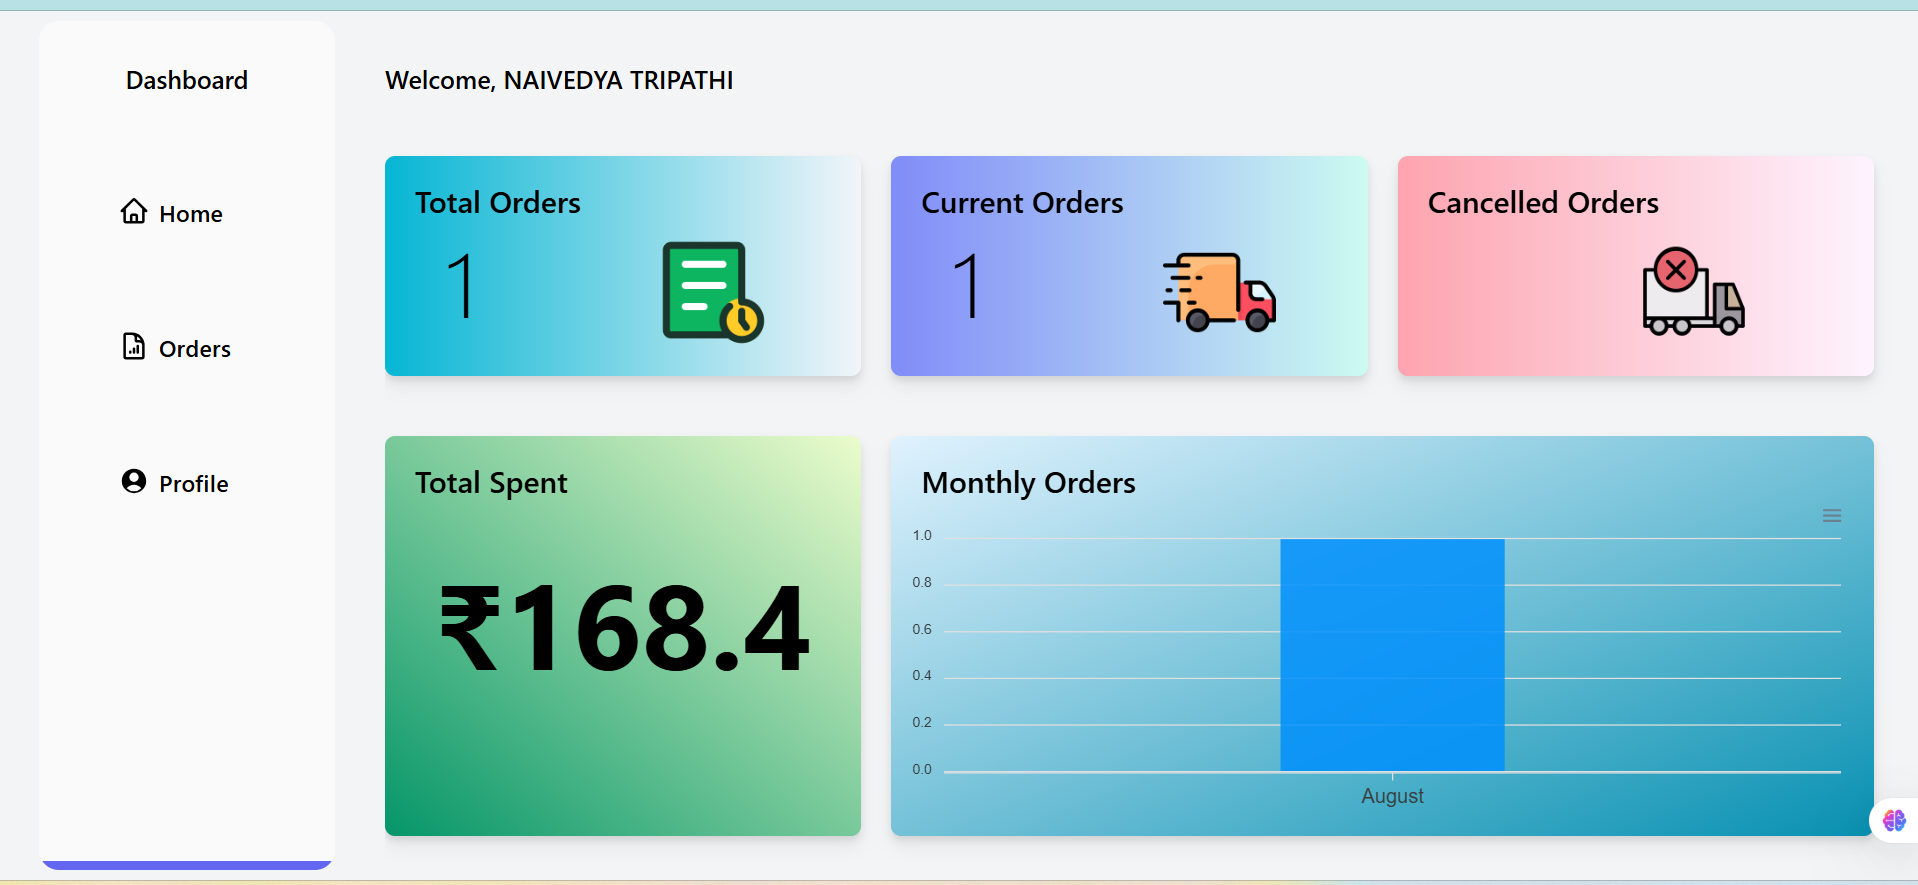 Dashboard
Home
Orders
Profile
Welcome, NAIVEDYA TRIPATHI
Total Orders
1
Current Orders
1
Cancelled Orders
Total Spent
₹168.4
Monthly Orders
1.0
0.8
0.6
0.4
0.2
0.0
August